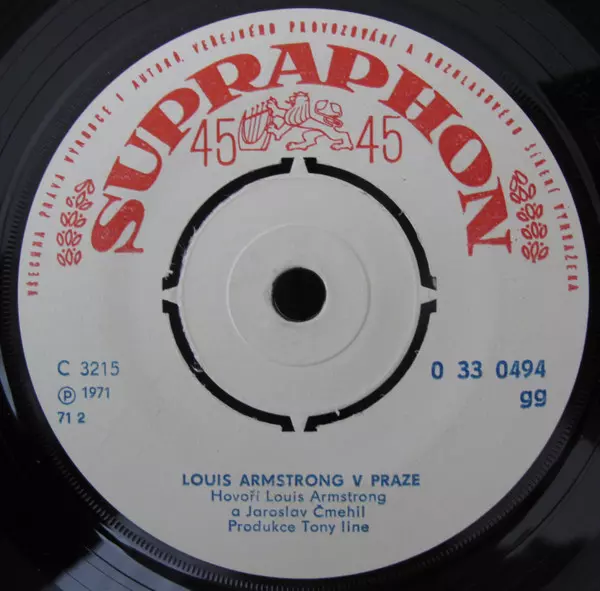 VŠECHNA PRÁVA VÝROBCE I AUTORŮ, VEŘEJNÉHO PROVOZOVÁNÍ A ROZHLASOVÉHO ŠÍŘENÍ VYHRAZENA
SUPRAPHON
45 45
C 3215
Ⓟ 1971
71 2
0 33 0494
gg
LOUIS ARMSTRONG V PRAZE
Hovoří Louis Armstrong
a Jaroslav Čmehil
Produkce Tony line